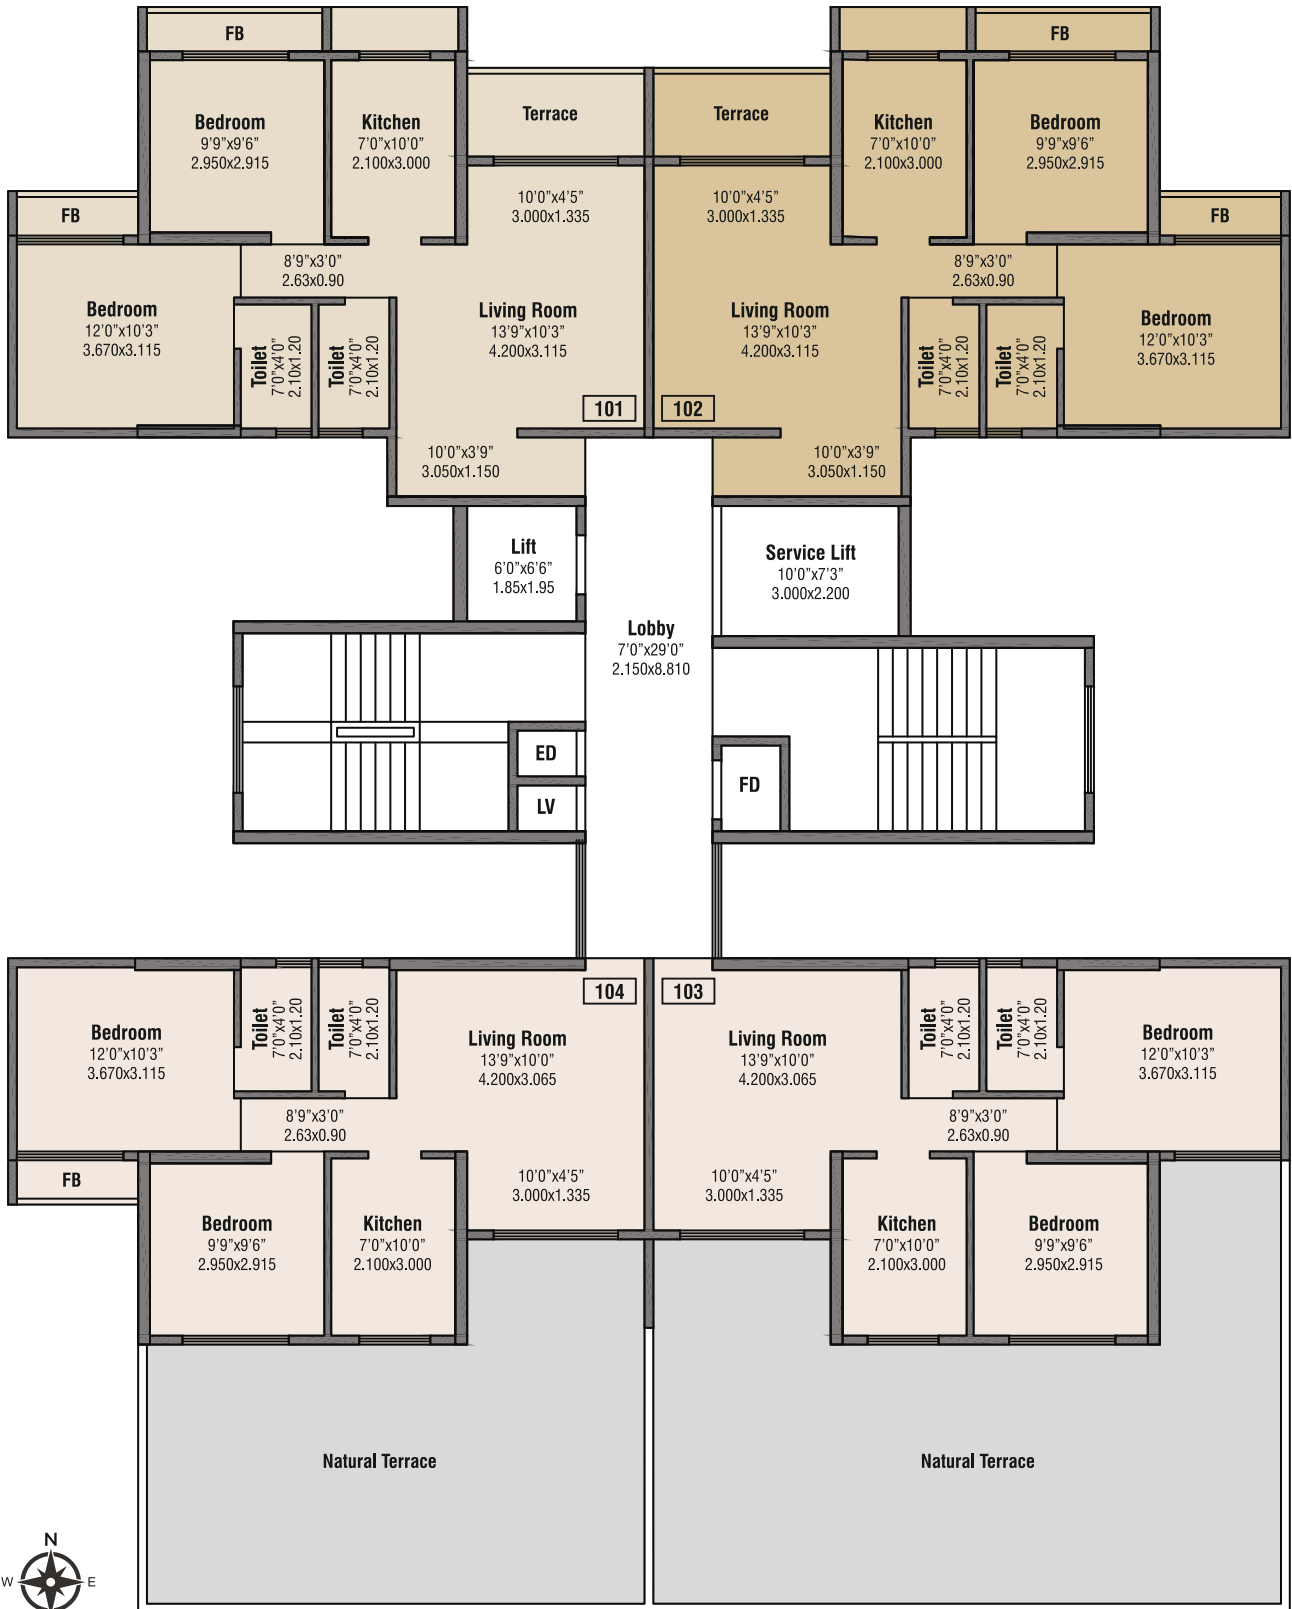 FB
FB
Bedroom
9'9"x9'6"
2.950x2.915
Kitchen
7'0"x10'0"
2.100x3.000
Terrace
Terrace
Kitchen
7'0"x10'0"
2.100x3.000
Bedroom
9'9"x9'6"
2.950x2.915
FB
10'0"x4'5"
3.000x1.335
10'0"x4'5"
3.000x1.335
FB
8'9"x3'0"
2.63x0.90
8'9"x3'0"
2.63x0.90
Bedroom
12'0"x10'3"
3.670x3.115
Toilet
7'0"x4'0"
2.10x1.20
Toilet
7'0"x4'0"
2.10x1.20
Living Room
13'9"x10'3"
4.200x3.115
Living Room
13'9"x10'3"
4.200x3.115
Toilet
7'0"x4'0"
2.10x1.20
Toilet
7'0"x4'0"
2.10x1.20
Bedroom
12'0"x10'3"
3.670x3.115
101
102
10'0"x3'9"
3.050x1.150
10'0"x3'9"
3.050x1.150
Lift
6'0"x6'6"
1.85x1.95
Service Lift
10'0"x7'3"
3.000x2.200
Lobby
7'0"x29'0"
2.150x8.810
ED
LV
FD
104
103
Bedroom
12'0"x10'3"
3.670x3.115
Toilet
7'0"x4'0"
2.10x1.20
Toilet
7'0"x4'0"
2.10x1.20
Living Room
13'9"x10'0"
4.200x3.065
Living Room
13'9"x10'0"
4.200x3.065
Toilet
7'0"x4'0"
2.10x1.20
Toilet
7'0"x4'0"
2.10x1.20
Bedroom
12'0"x10'3"
3.670x3.115
8'9"x3'0"
2.63x0.90
8'9"x3'0"
2.63x0.90
FB
10'0"x4'5"
3.000x1.335
10'0"x4'5"
3.000x1.335
Bedroom
9'9"x9'6"
2.950x2.915
Kitchen
7'0"x10'0"
2.100x3.000
Kitchen
7'0"x10'0"
2.100x3.000
Bedroom
9'9"x9'6"
2.950x2.915
Natural Terrace
Natural Terrace
N
W
E